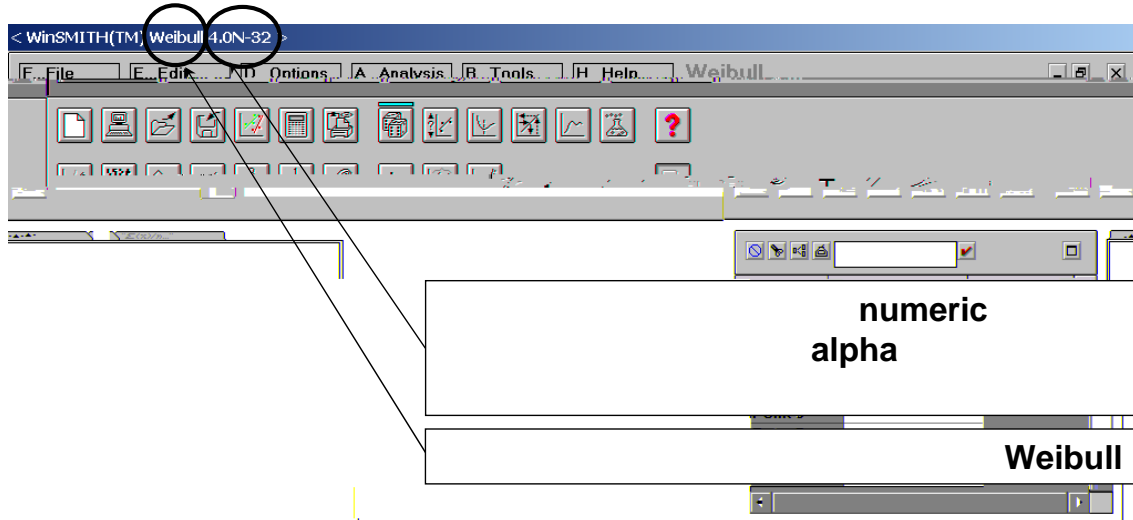 < WinSMITH(TM) Weibull 4.0N-32 >
F...File E...Edit... D Options... A Analysis B Tools... H Help... Weibull
numeric
alpha
Weibull